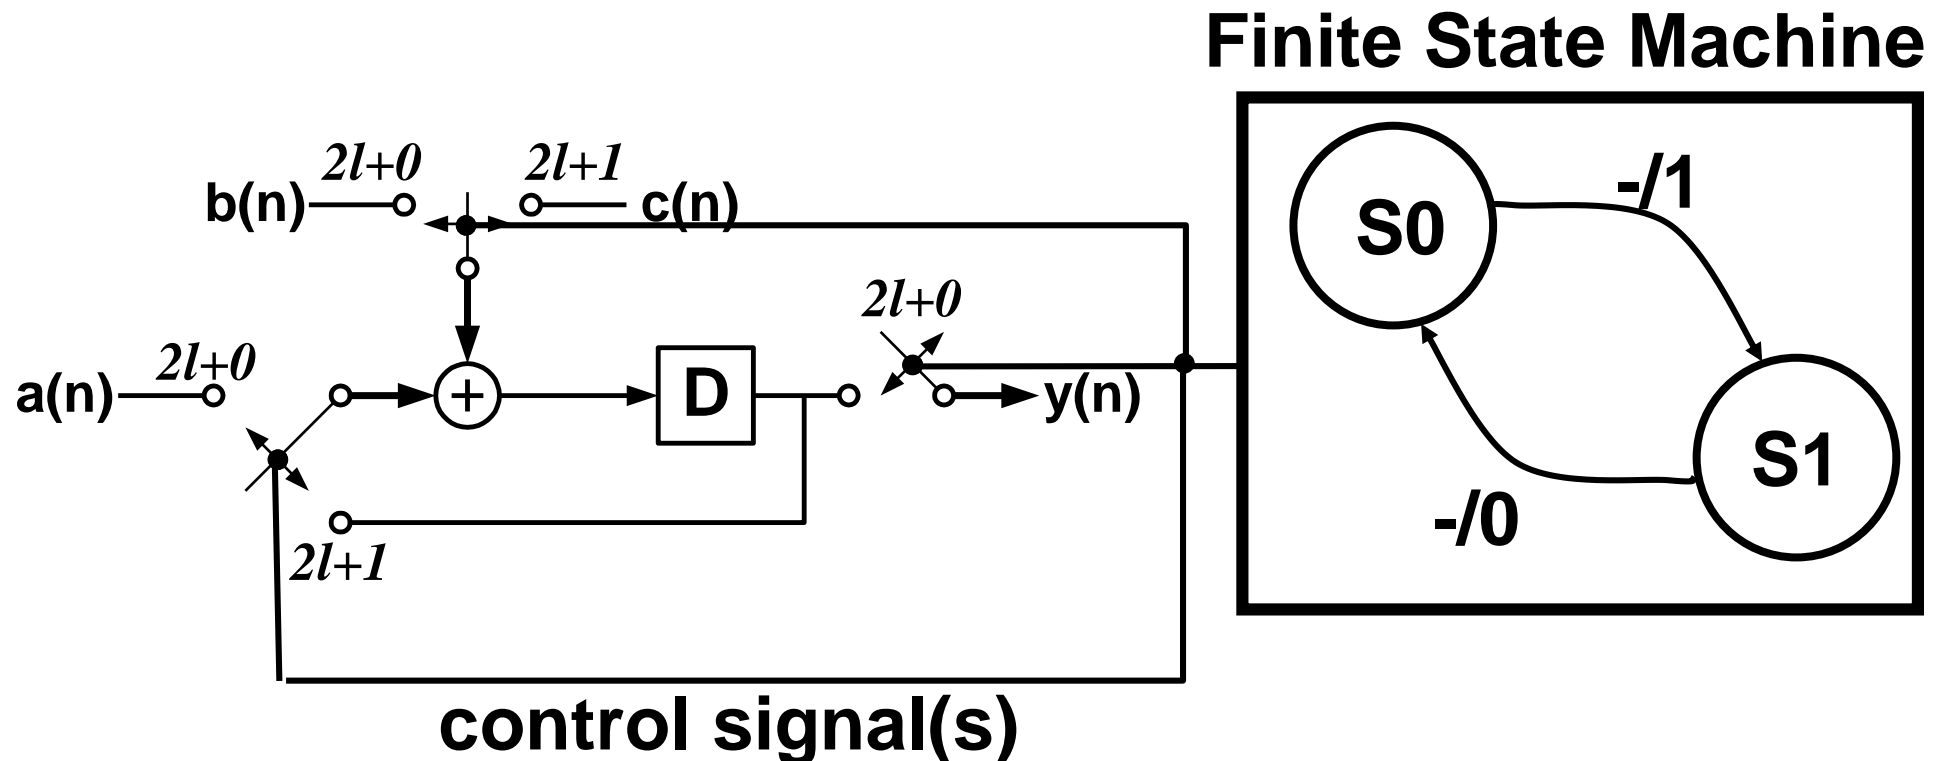 Finite State Machine
2l+0
2l+1
b(n)
c(n)
-/1
S0
2l+0
2l+0
a(n)
+
D
y(n)
S1
-/0
2l+1
control signal(s)